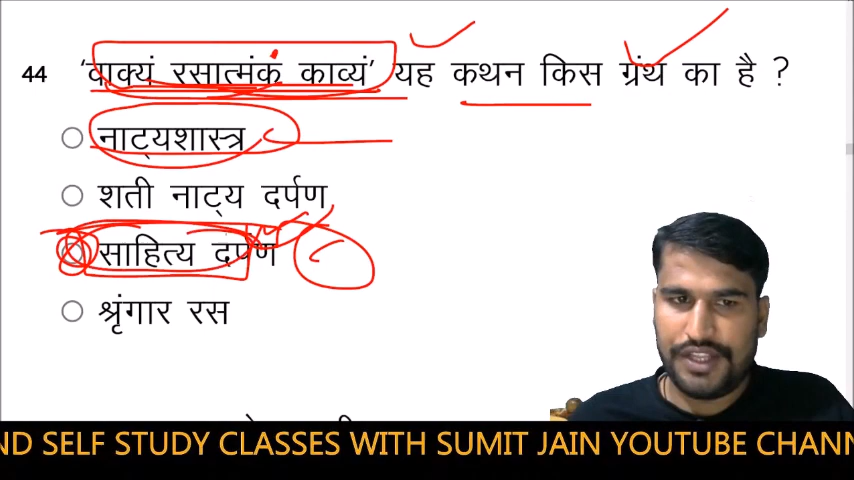 44 'वाक्यं रसात्मंकं काव्यं' यह कथन किस ग्रंथ का है ?
नाट्यशास्त्र
शती नाट्य दर्पण
साहित्य दर्पण
श्रृंगार रस
ND SELF STUDY CLASSES WITH SUMIT JAIN YOUTUBE CHANN